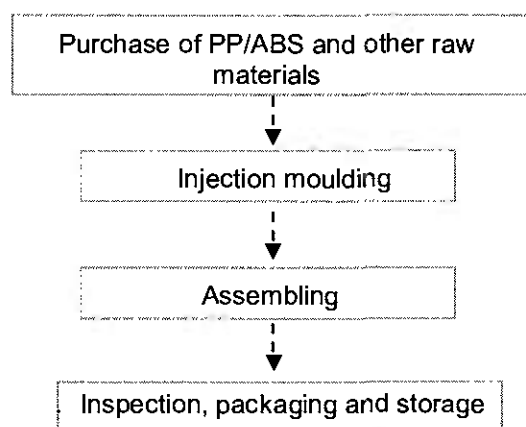 Purchase of PP/ABS and other raw
materials
Injection moulding
Assembling
Inspection, packaging and storage